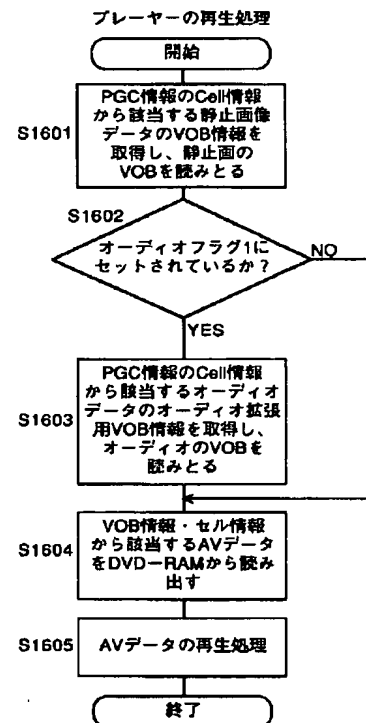 プレーヤーの再生処理
開始
S1601
PGC情報のCell情報
から該当する静止画像
データのVOB情報を
取得し、静止画の
VOBを読みとる
S1602
オーディオフラグ1に
セットされているか？
NO
YES
S1603
PGC情報のCell情報
から該当するオーディオ
データのオーディオ拡張
用VOB情報を取得し、
オーディオのVOBを
読みとる
S1604
VOB情報・セル情報
から該当するAVデータ
をDVD－RAMから読み
出す
S1605
AVデータの再生処理
終了